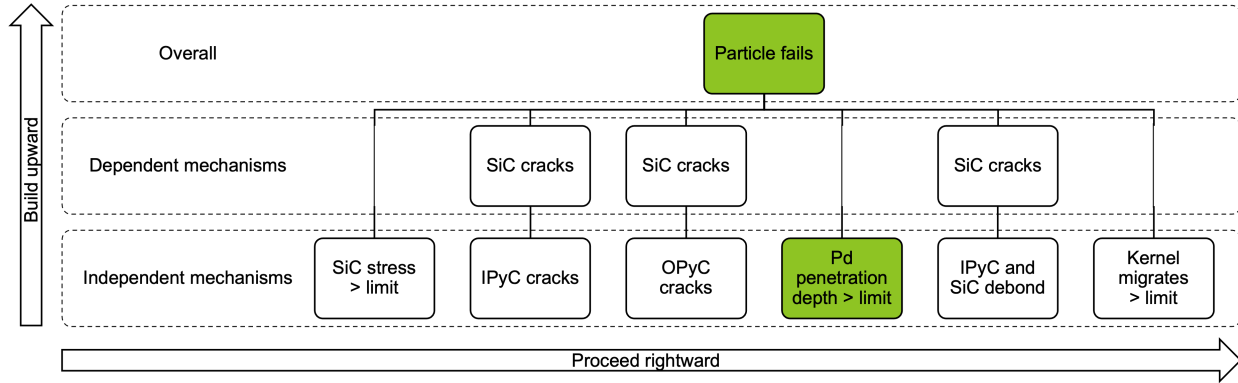 Overall
Particle fails
Build upward
Dependent mechanisms
SiC cracks
SiC cracks
SiC cracks
Independent mechanisms
SiC stress
> limit
IPyC cracks
OPyC
cracks
Pd
penetration
depth > limit
IPyC and
SiC debond
Kernel
migrates
> limit
Proceed rightward